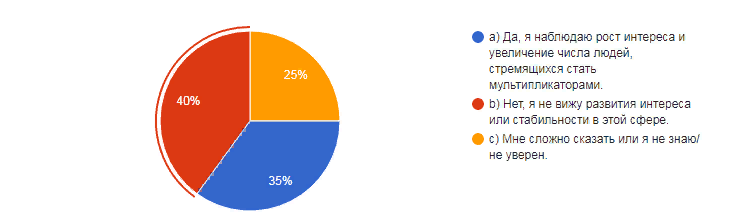 25%
40%
35%
a) Да, я наблюдаю рост интереса и
увеличение числа людей,
стремящихся стать
мультипликаторами.
b) Нет, я не вижу развития интереса
или стабильности в этой сфере.
c) Мне сложно сказать или я не знаю/
не уверен.